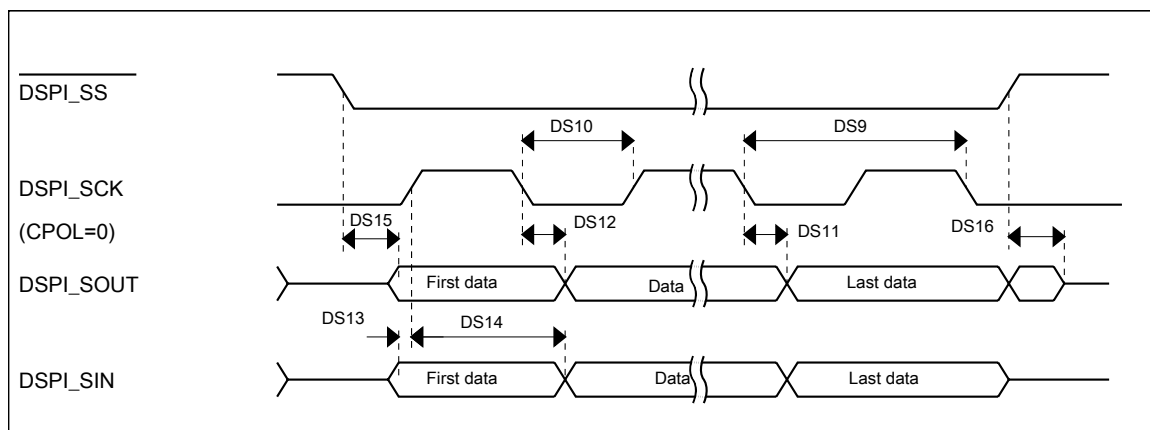 DSPI_SS
DS10
DS9
DSPI_SCK
(CPOL=0)
DS15
DS12
DS11
DS16
DSPI_SOUT
First data
Data
Last data
DS13
DS14
DSPI_SIN
First data
Data
Last data